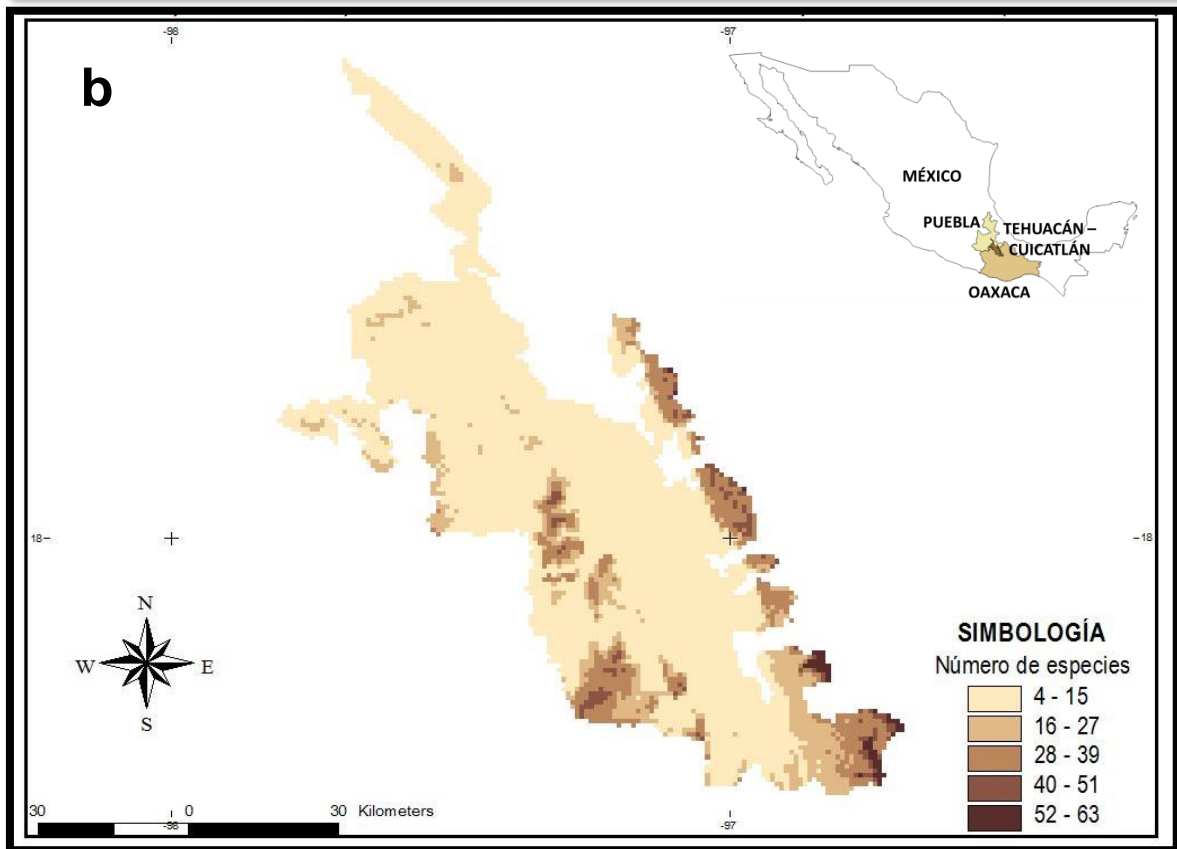 -98
-97
b
MÉXICO
PUEBLA
TEHUACÁN –
CUICATLÁN
OAXACA
18
-18
N
W
E
S
SIMBOLOGÍA
Número de especies
4 - 15
16 - 27
28 - 39
40 - 51
52 - 63
30
0
30
Kilometers
-98
-97